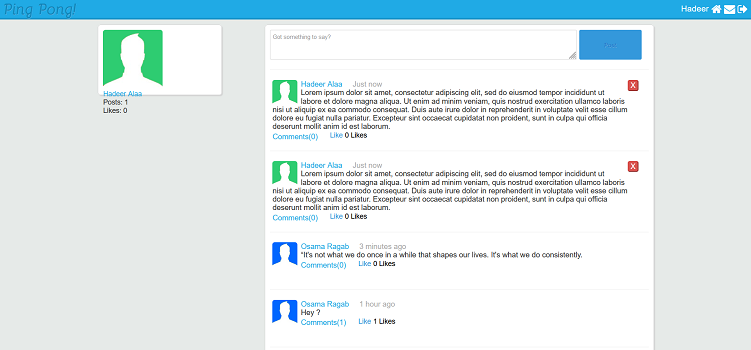 Ping Pong!
Hadeer
Hadeer Alaa
Posts: 1
Likes: 0
Got something to say?
Post
Hadeer Alaa Just now
X
Lorem ipsum dolor sit amet, consectetur adipiscing elit, sed do eiusmod tempor incididunt ut
labore et dolore magna aliqua. Ut enim ad minim veniam, quis nostrud exercitation ullamco laboris
nisi ut aliquip ex ea commodo consequat. Duis aute irure dolor in reprehenderit in voluptate velit esse cillum
dolore eu fugiat nulla pariatur. Excepteur sint occaecat cupidatat non proident, sunt in culpa qui officia
deserunt mollit anim id est laborum.
Comments(0) Like 0 Likes
Hadeer Alaa Just now
X
Lorem ipsum dolor sit amet, consectetur adipiscing elit, sed do eiusmod tempor incididunt ut
labore et dolore magna aliqua. Ut enim ad minim veniam, quis nostrud exercitation ullamco laboris
nisi ut aliquip ex ea commodo consequat. Duis aute irure dolor in reprehenderit in voluptate velit esse cillum
dolore eu fugiat nulla pariatur. Excepteur sint occaecat cupidatat non proident, sunt in culpa qui officia
deserunt mollit anim id est laborum.
Comments(0) Like 0 Likes
Osama Ragab 3 minutes ago
"It's not what we do once in a while that shapes our lives. It's what we do consistently.
Comments(0) Like 0 Likes
Osama Ragab 1 hour ago
Hey ?
Comments(1) Like 1 Likes